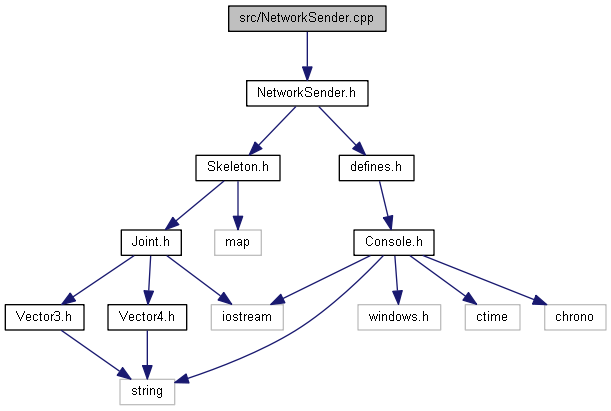 src/NetworkSender.cpp
NetworkSender.h
Skeleton.h
defines.h
Joint.h
map
Console.h
Vector3.h
Vector4.h
iostream
windows.h
ctime
chrono
string